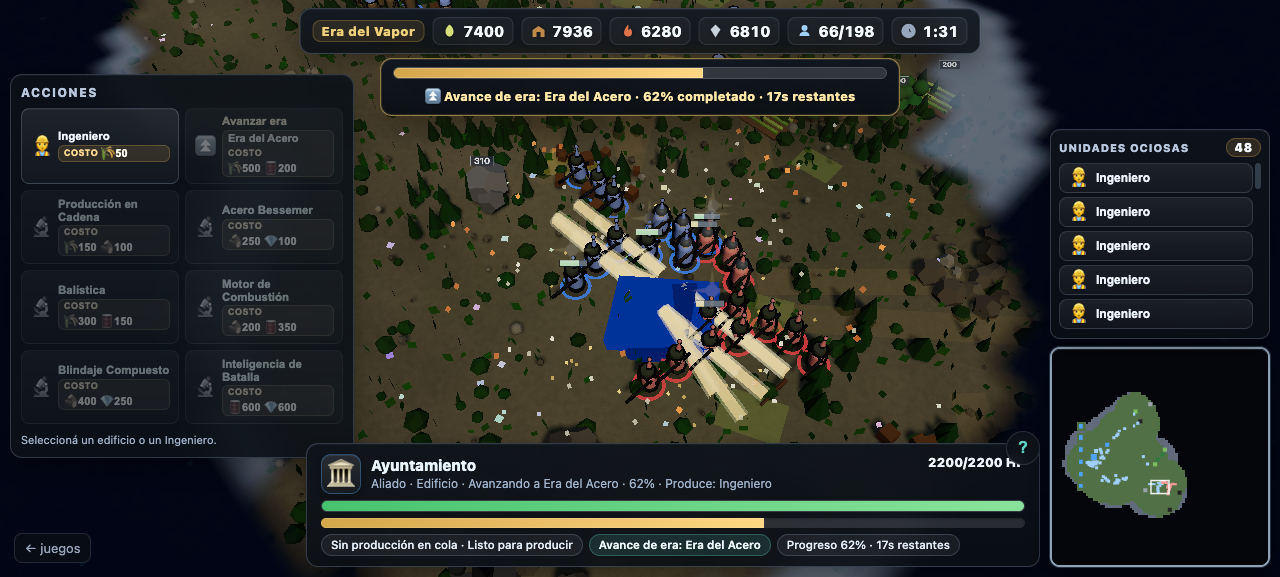 Era del Vapor
7400
7936
6280
6810
66/198
1:31
200
Avance de era: Era del Acero · 62% completado · 17s restantes
ACCIONES
Ingeniero
COSTO 50
Avanzar era
Era del Acero
COSTO
500 200
Producción en
Cadena
COSTO
150 100
Acero Bessemer
COSTO
250 100
Balística
COSTO
300 150
Motor de
Combustión
COSTO
200 350
Blindaje Compuesto
COSTO
400 250
Inteligencia de
Batalla
COSTO
600 600
Seleccioná un edificio o un Ingeniero.
310
UNIDADES OCIOSAS 48
Ingeniero
Ingeniero
Ingeniero
Ingeniero
Ingeniero
?
Ayuntamiento
2200/2200
Aliado · Edificio · Avanzando a Era del Acero · 62% · Produce: Ingeniero
Sin producción en cola · Listo para producir
Avance de era: Era del Acero
Progreso 62% · 17s restantes
← juegos